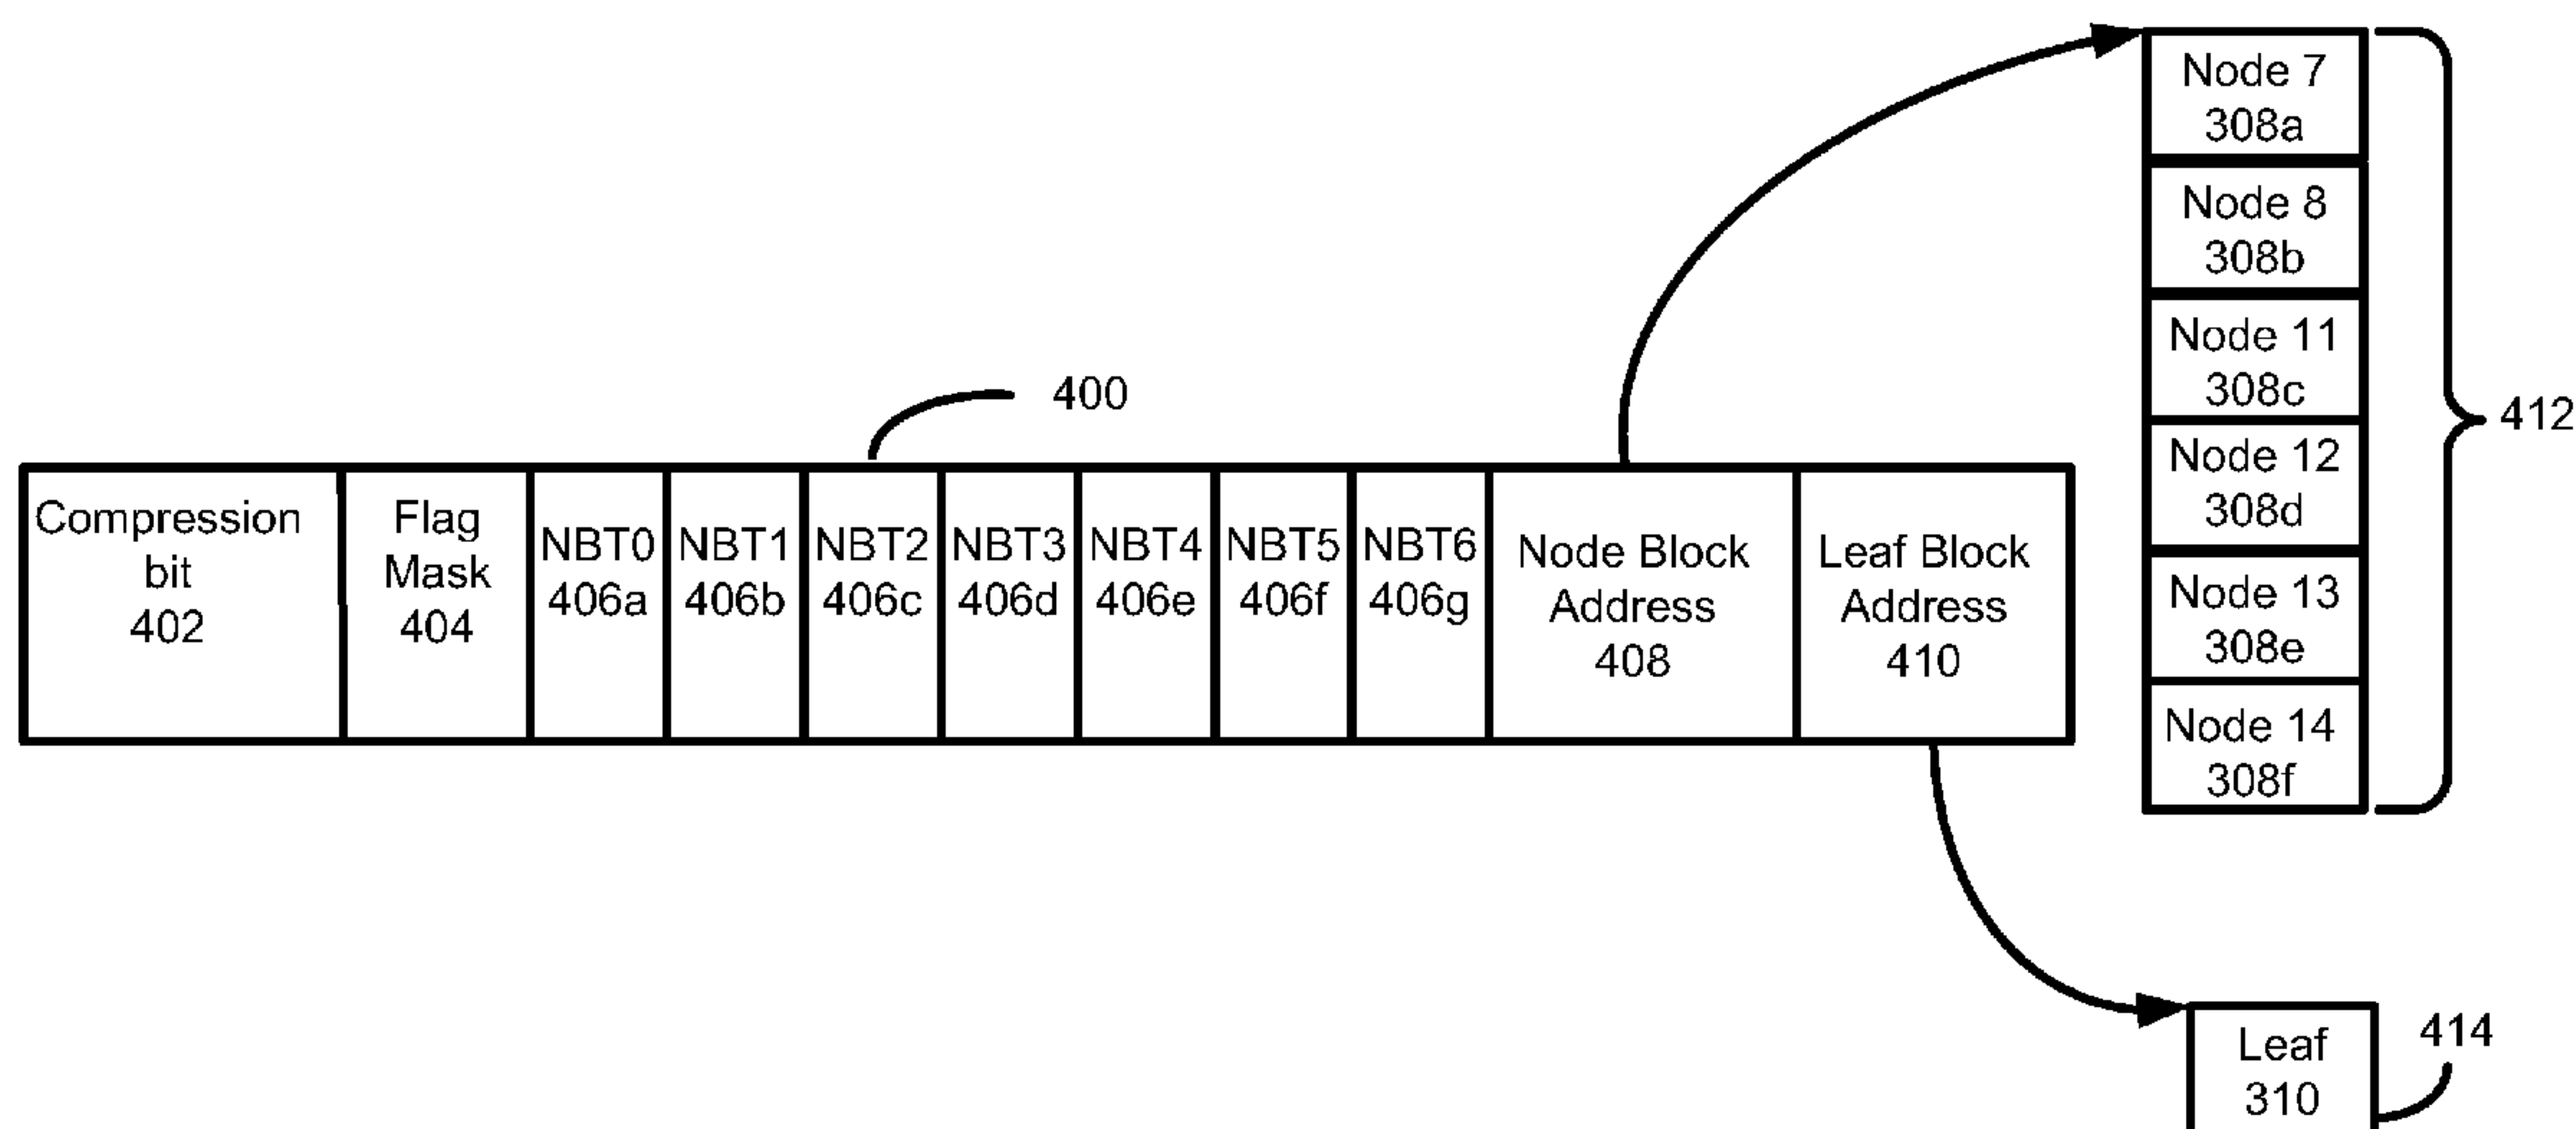 Node 7
308a
Node 8
308b
Node 11
308c
Node 12
308d
Node 13
308e
Node 14
308f
412
400
Compression
bit
402
Flag
Mask
404
NBT0
406a
NBT1
406b
NBT2
406c
NBT3
406d
NBT4
406e
NBT5
406f
NBT6
406g
Node Block
Address
408
Leaf Block
Address
410
Leaf
310
414